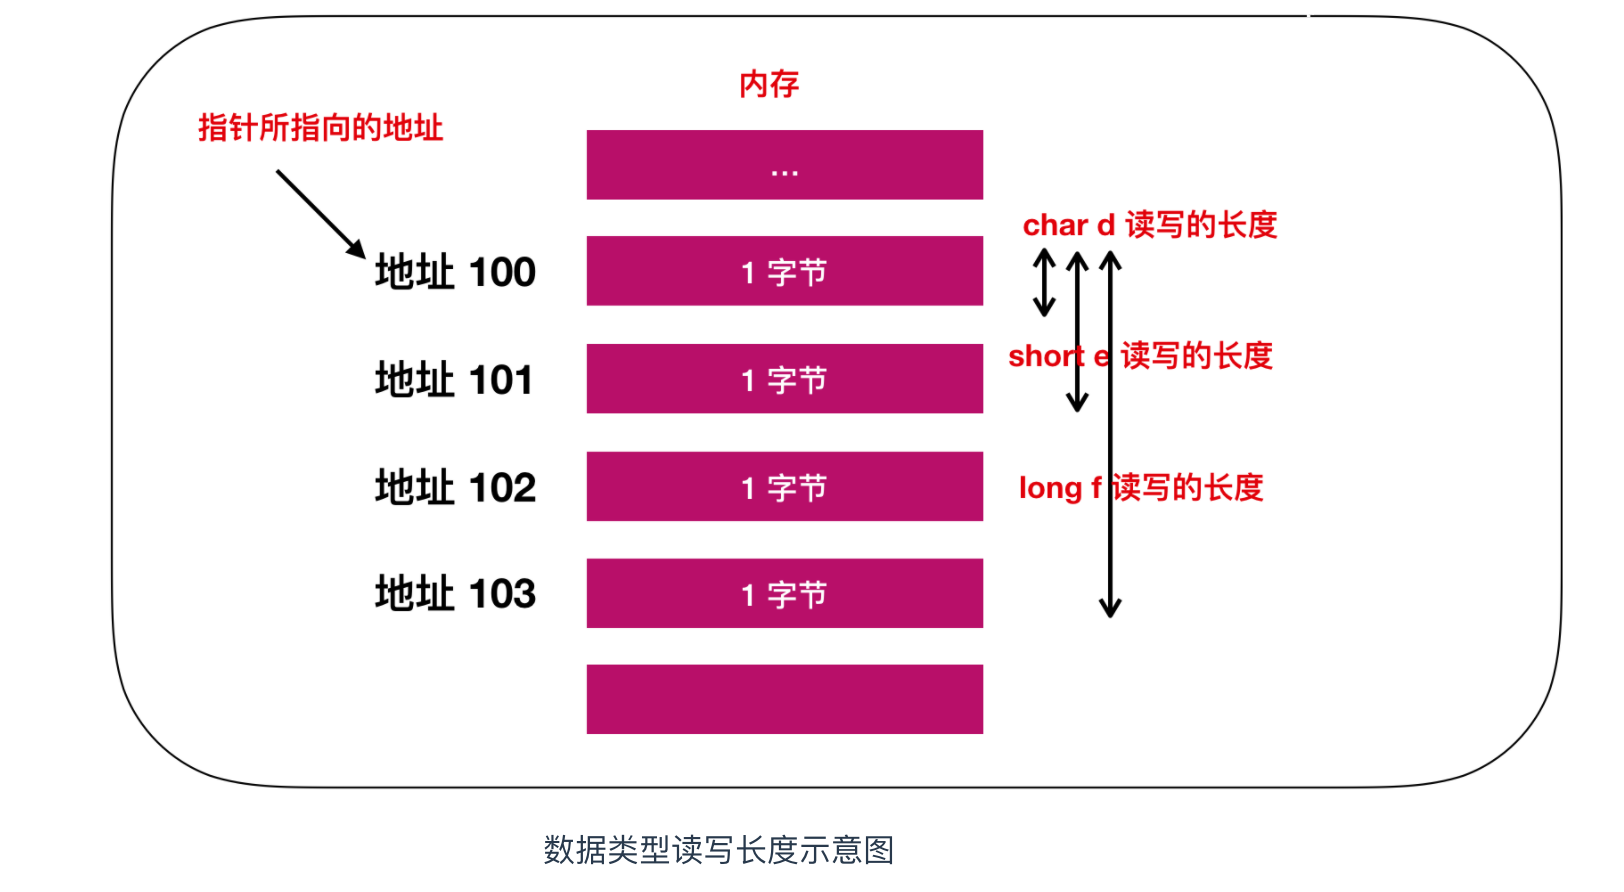 内存
指针所指向的地址
...
char d 读写的长度
地址 100
1 字节
short e 读写的长度
地址 101
1 字节
地址 102
1 字节
long f 读写的长度
地址 103
1 字节
数据类型读写长度示意图